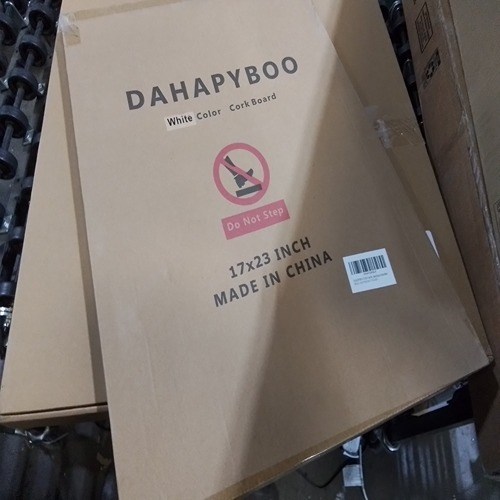 DAHAPYBOO
White Color Cork Board
Do Not Step
17x23 INCH
MADE IN CHINA